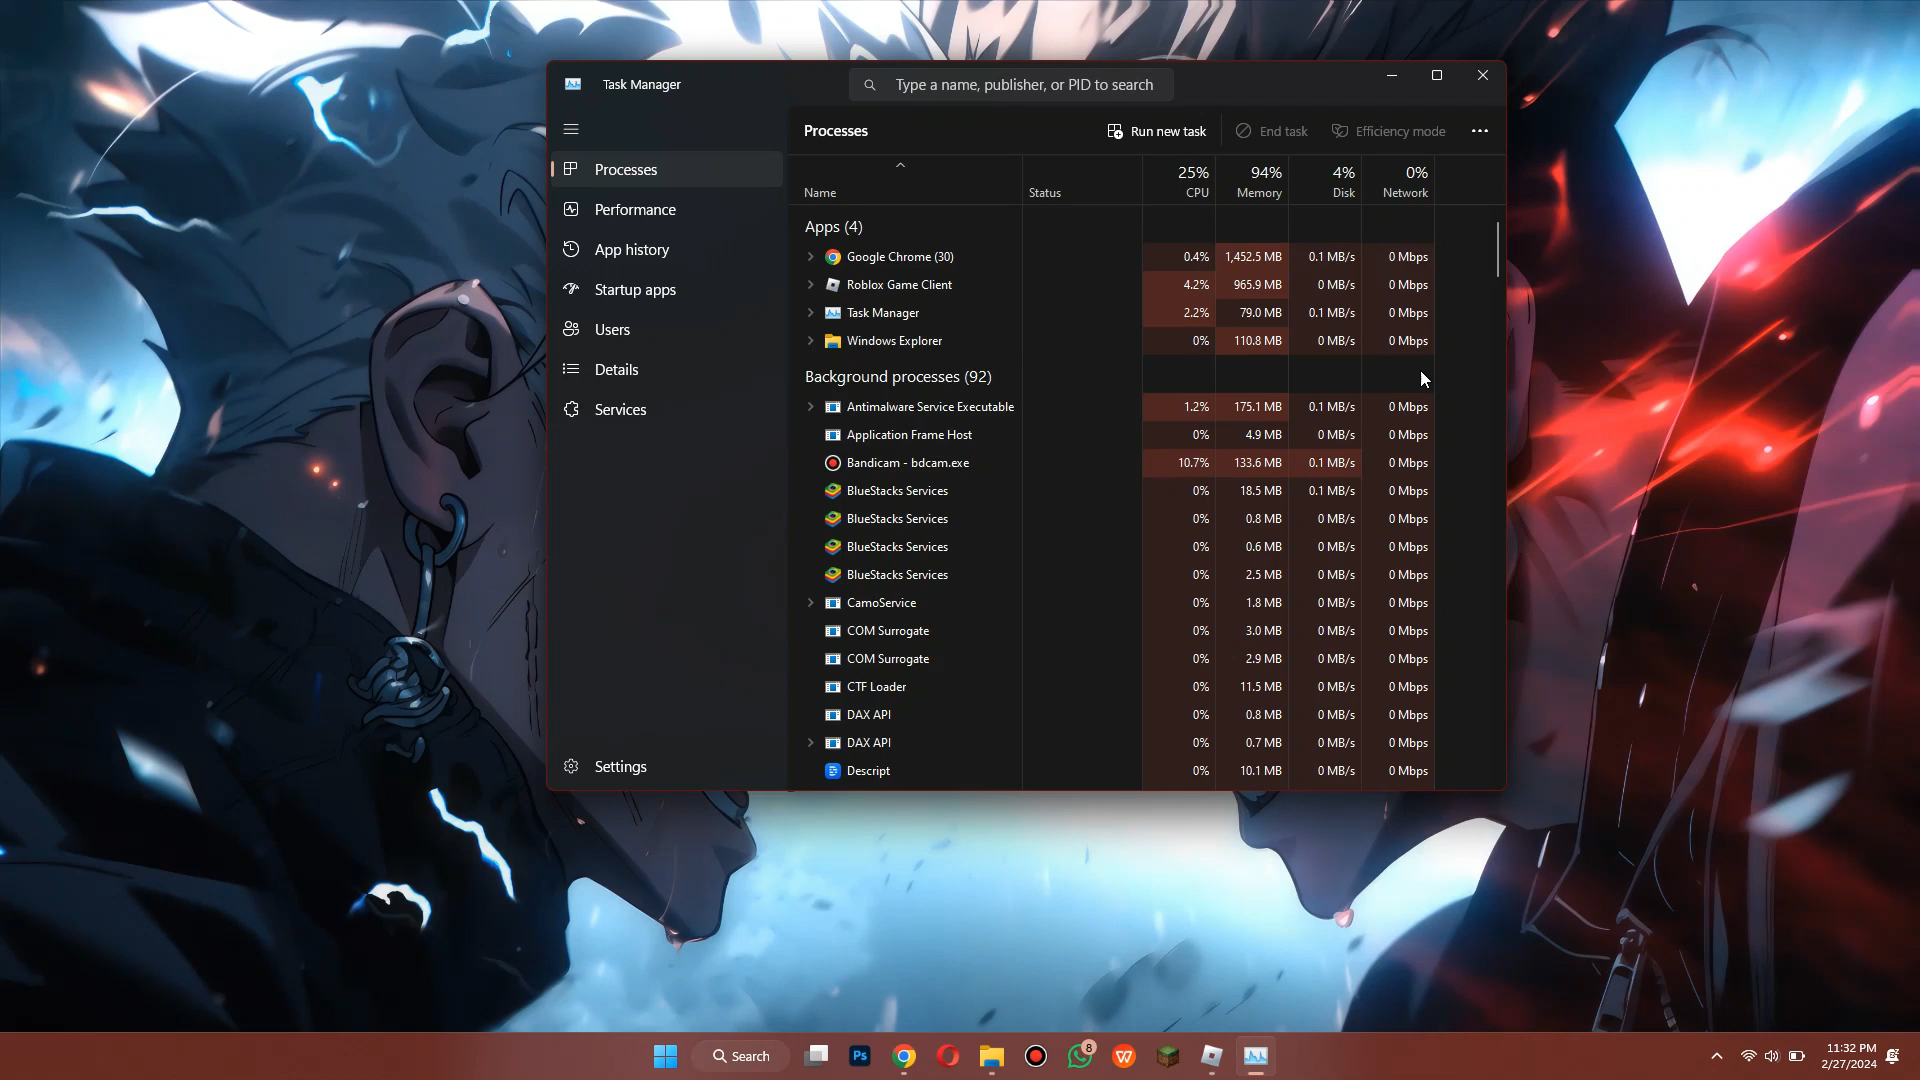 Task Manager
Type a name, publisher, or PID to search
Processes
Run new task
End task
Efficiency mode
Processes
Performance
App history
Startup apps
Users
Details
Services
Settings
25% 94% 4% 0%
Name Status CPU Memory Disk Network
Apps (4)
Google Chrome (30) 0.4% 1,452.5 MB 0.1 MB/s 0 Mbps
Roblox Game Client 4.2% 965.9 MB 0 MB/s 0 Mbps
Task Manager 2.2% 79.0 MB 0.1 MB/s 0 Mbps
Windows Explorer 0% 110.8 MB 0 MB/s 0 Mbps
Background processes (92)
Antimalware Service Executable 1.2% 175.1 MB 0.1 MB/s 0 Mbps
Application Frame Host 0% 4.9 MB 0 MB/s 0 Mbps
Bandicam - bdcam.exe 10.7% 133.6 MB 0.1 MB/s 0 Mbps
BlueStacks Services 0% 18.5 MB 0.1 MB/s 0 Mbps
BlueStacks Services 0% 0.8 MB 0 MB/s 0 Mbps
BlueStacks Services 0% 0.6 MB 0 MB/s 0 Mbps
BlueStacks Services 0% 2.5 MB 0 MB/s 0 Mbps
CamoService 0% 1.8 MB 0 MB/s 0 Mbps
COM Surrogate 0% 3.0 MB 0 MB/s 0 Mbps
COM Surrogate 0% 2.9 MB 0 MB/s 0 Mbps
CTF Loader 0% 11.5 MB 0 MB/s 0 Mbps
DAX API 0% 0.8 MB 0 MB/s 0 Mbps
DAX API 0% 0.7 MB 0 MB/s 0 Mbps
Descript 0% 10.1 MB 0 MB/s 0 Mbps
Search
Ps
8
11:32 PM
2/27/2024